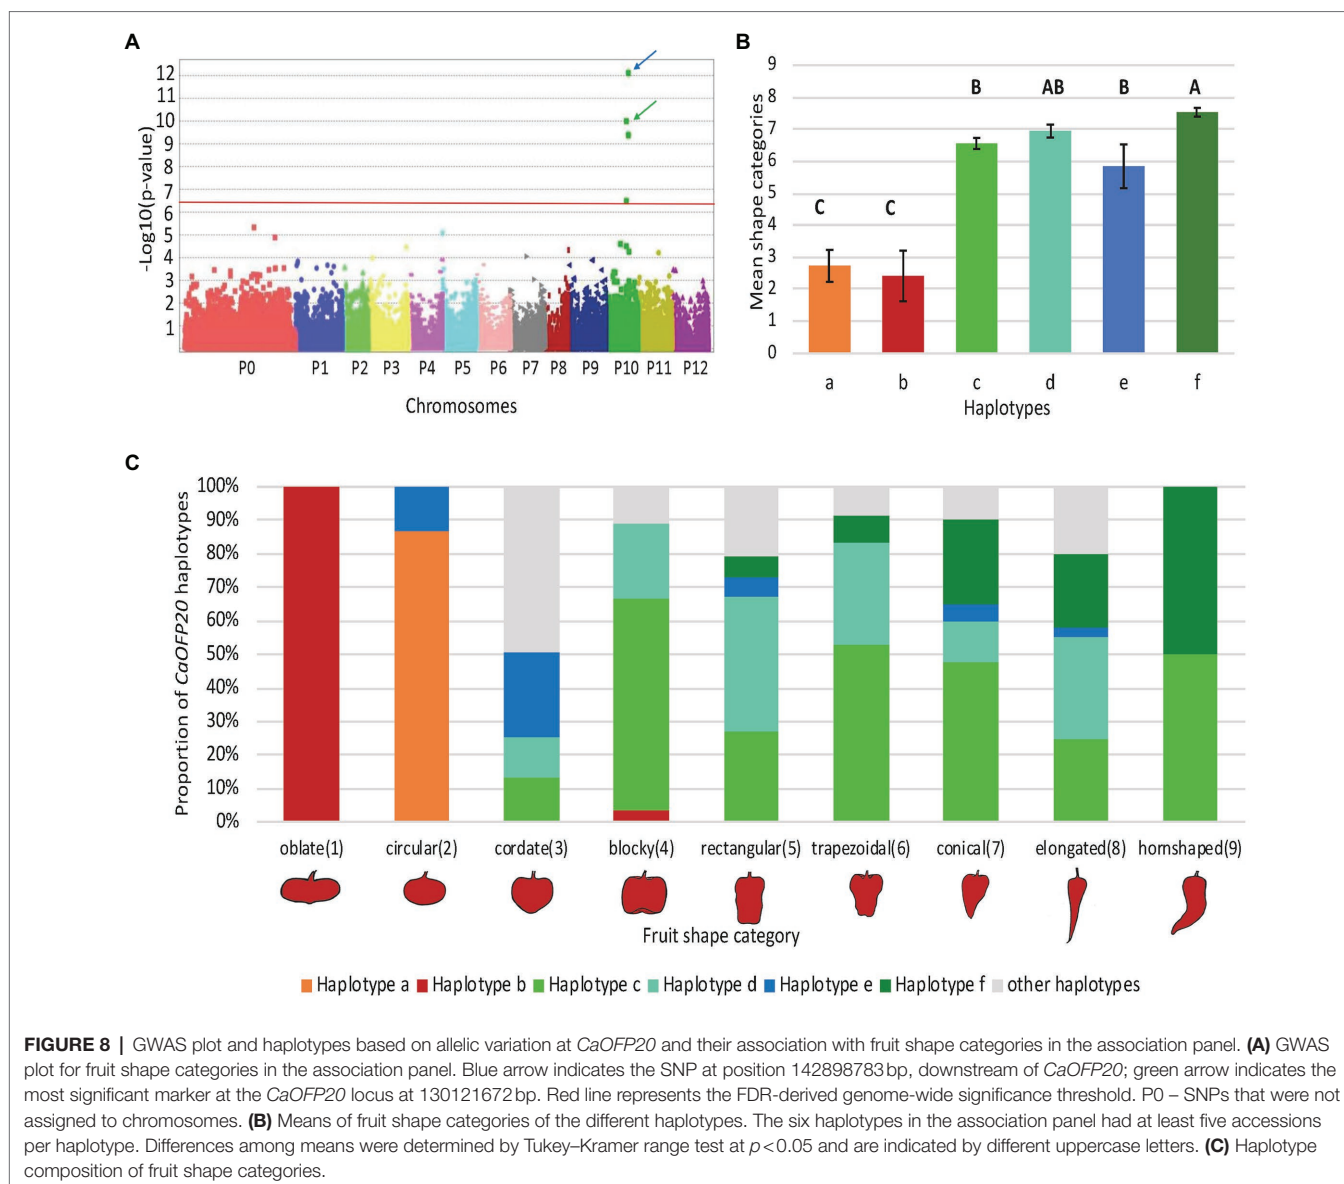 A
12
11
10
9
8
7
6
5
4
3
2
1
-Log10(p-value)
P0 P1 P2 P3 P4 P5 P6 P7 P8 P9 P10 P11 P12
Chromosomes
B
9
8
7
6
5
4
3
2
1
0
Mean shape categories
C C B AB B A
a b c d e f
Haplotypes
C
100%
90%
80%
70%
60%
50%
40%
30%
20%
10%
0%
Proportion of CaOFP20 haplotypes
oblate(1) circular(2) cordate(3) blocky(4) rectangular(5) trapezoidal(6) conical(7) elongated(8) hornshaped(9)
Fruit shape category
Haplotype a Haplotype b Haplotype c Haplotype d Haplotype e Haplotype f other haplotypes
FIGURE 8 | GWAS plot and haplotypes based on allelic variation at CaOFP20 and their association with fruit shape categories in the association panel. (A) GWAS
plot for fruit shape categories in the association panel. Blue arrow indicates the SNP at position 142898783 bp, downstream of CaOFP20; green arrow indicates the
most significant marker at the CaOFP20 locus at 130121672 bp. Red line represents the FDR-derived genome-wide significance threshold. P0 – SNPs that were not
assigned to chromosomes. (B) Means of fruit shape categories of the different haplotypes. The six haplotypes in the association panel had at least five accessions
per haplotype. Differences among means were determined by Tukey–Kramer range test at p < 0.05 and are indicated by different uppercase letters. (C) Haplotype
composition of fruit shape categories.